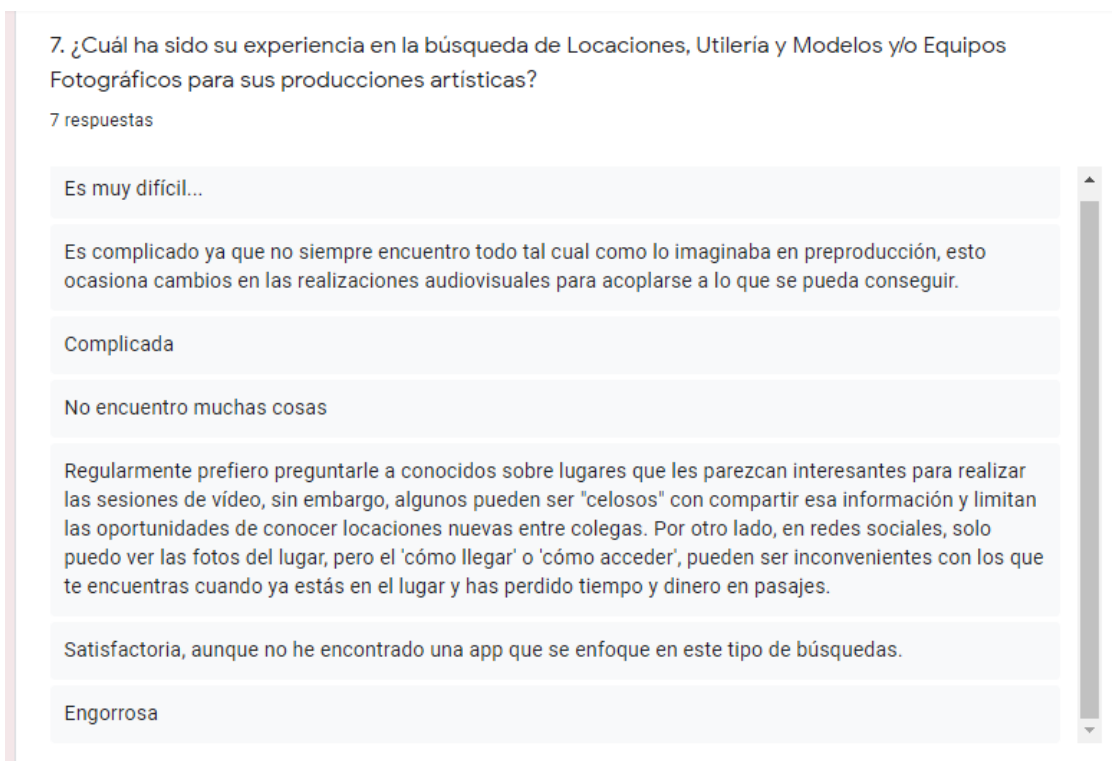 7. ¿Cuál ha sido su experiencia en la búsqueda de Locaciones, Utilería y Modelos y/o Equipos
Fotográficos para sus producciones artísticas?
7 respuestas
Es muy difícil...
Es complicado ya que no siempre encuentro todo tal cual como lo imaginaba en preproducción, esto
ocasiona cambios en las realizaciones audiovisuales para acoplarse a lo que se pueda conseguir.
Complicada
No encuentro muchas cosas
Regularmente prefiero preguntarle a conocidos sobre lugares que les parezcan interesantes para realizar
las sesiones de vídeo, sin embargo, algunos pueden ser "celosos" con compartir esa información y limitan
las oportunidades de conocer locaciones nuevas entre colegas. Por otro lado, en redes sociales, solo
puedo ver las fotos del lugar, pero el 'cómo llegar' o 'cómo acceder', pueden ser inconvenientes con los que
te encuentras cuando ya estás en el lugar y has perdido tiempo y dinero en pasajes.
Satisfactoria, aunque no he encontrado una app que se enfoque en este tipo de búsquedas.
Engorrosa